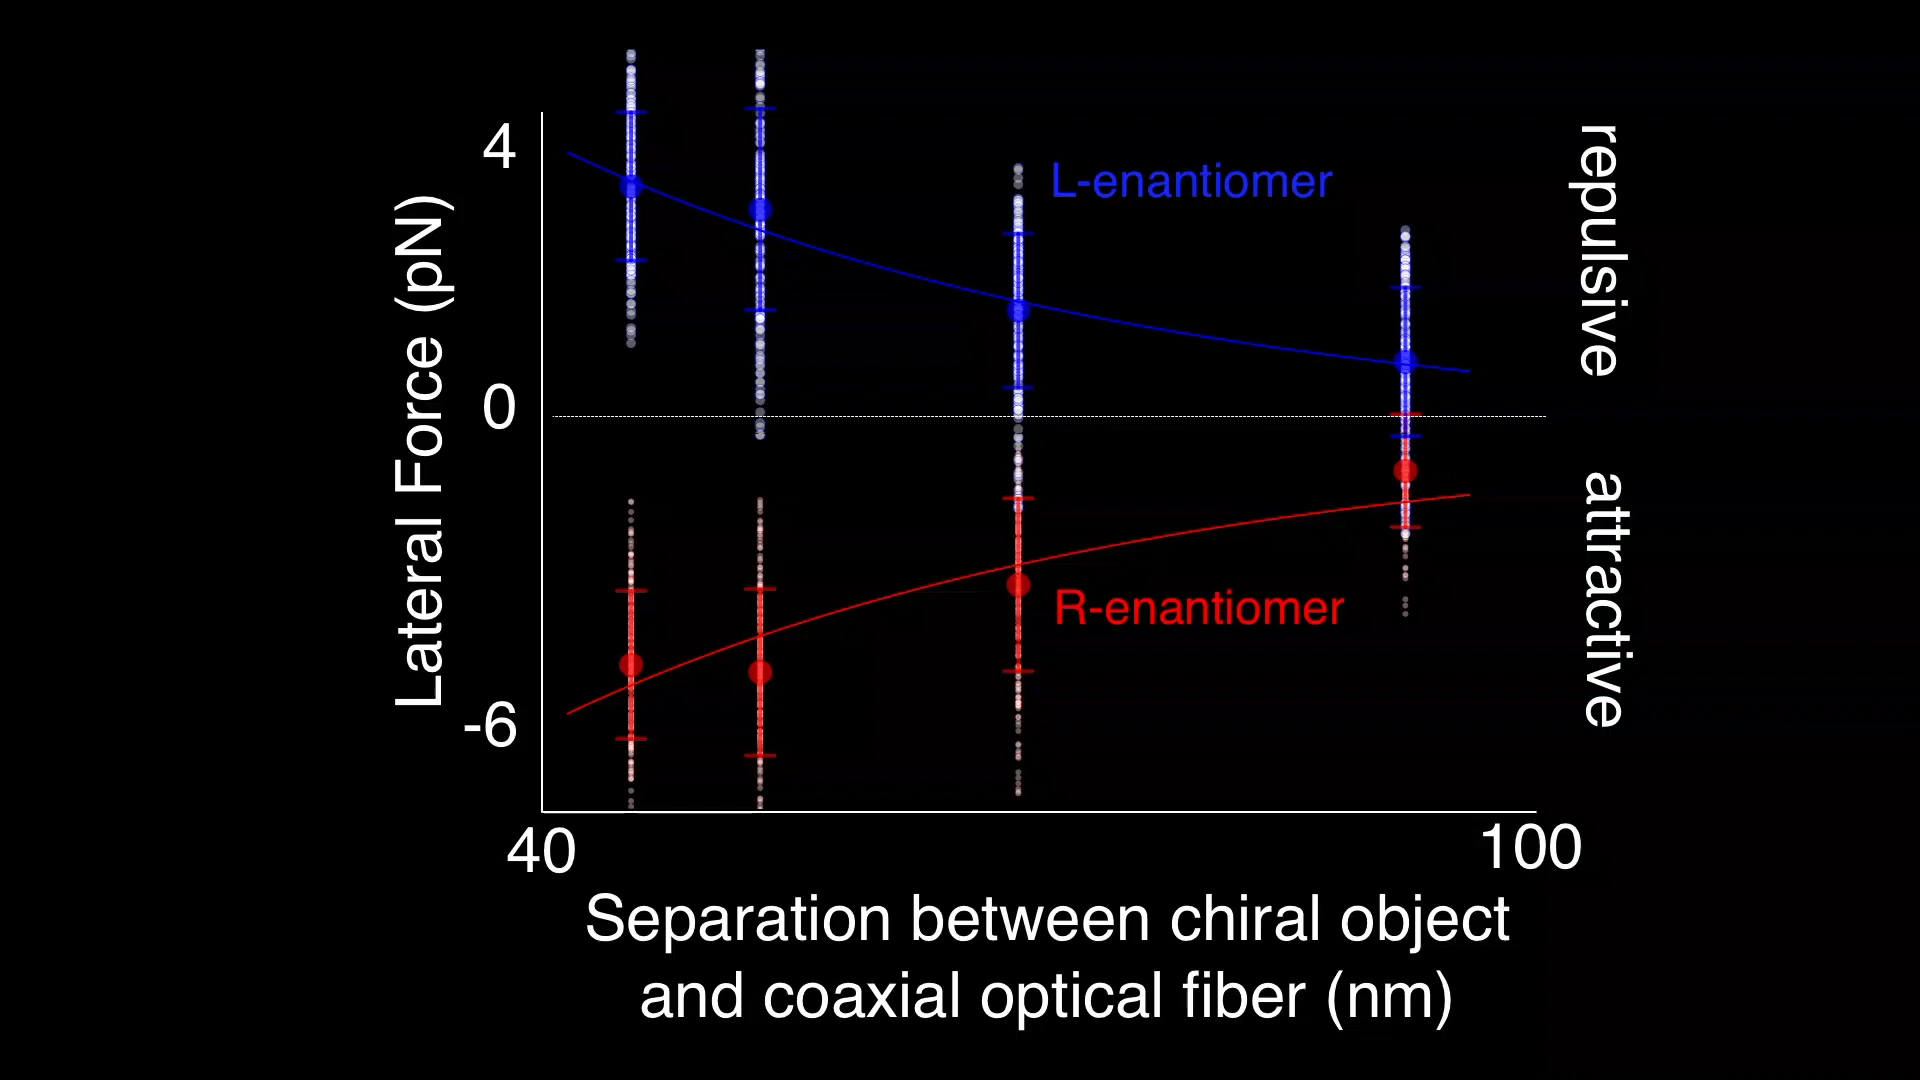 4
0
-6
Lateral Force (pN)
L-enantiomer
R-enantiomer
repulsive
attractive
40
100
Separation between chiral object
and coaxial optical fiber (nm)